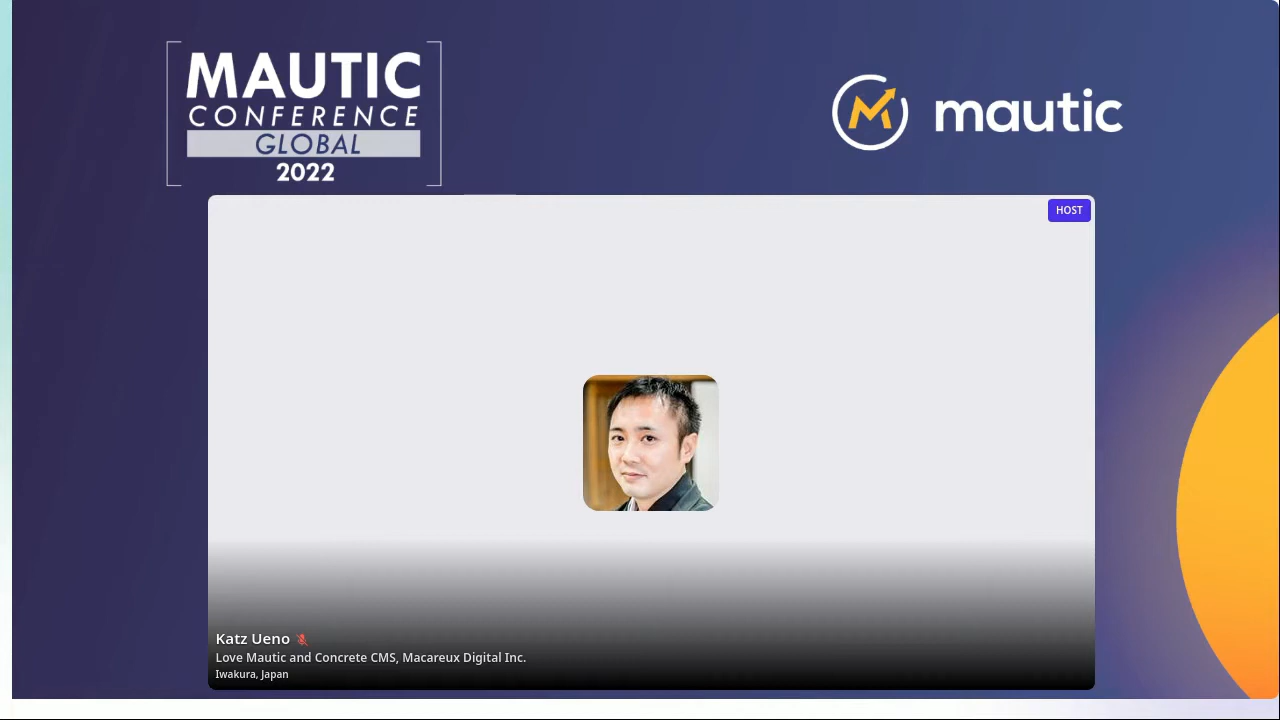 MAUTIC
CONFERENCE
GLOBAL
2022
mautic
HOST
Katz Ueno
Love Mautic and Concrete CMS, Macareux Digital Inc.
Iwakura, Japan